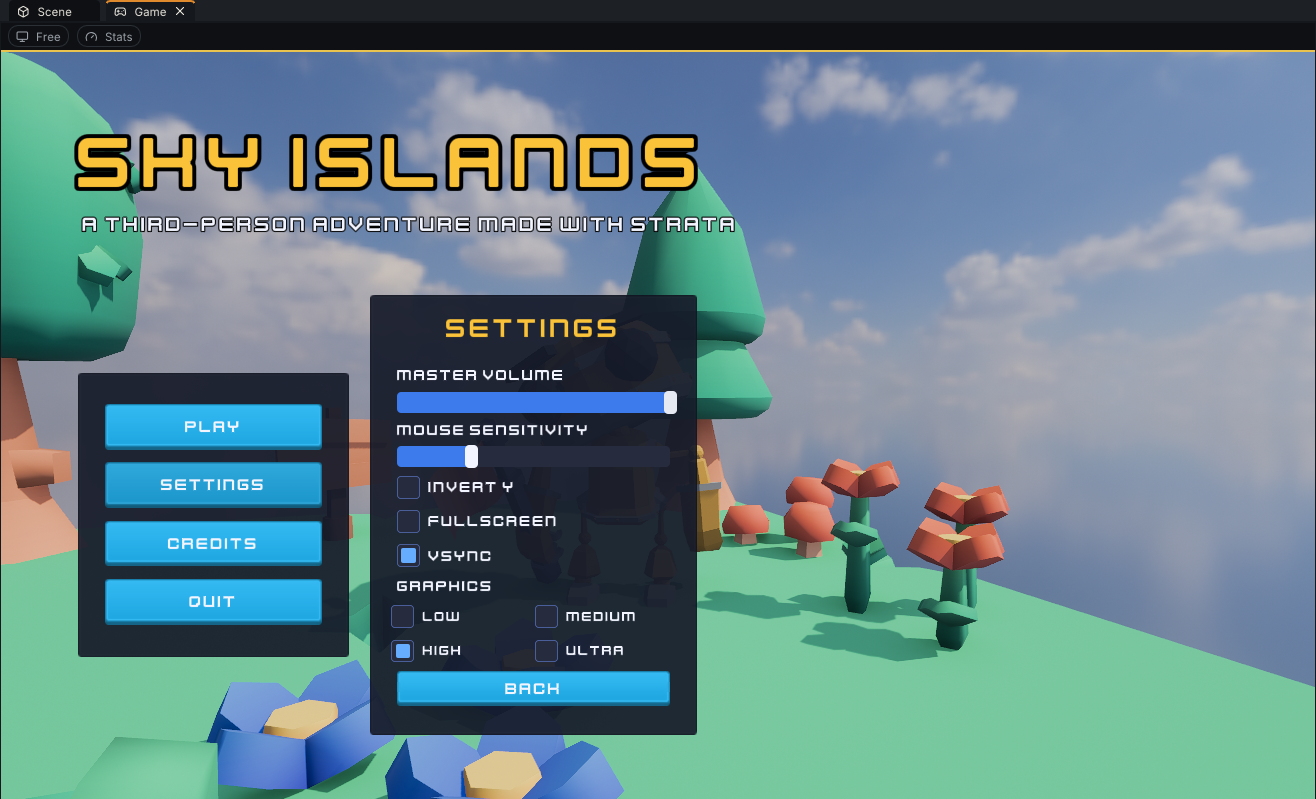 Scene
Game
Free
Stats
SKY ISLANDS
A THIRD-PERSON ADVENTURE MADE WITH STRATA
SETTINGS
MASTER VOLUME
MOUSE SENSITIVITY
INVERT Y
FULLSCREEN
VSYNC
GRAPHICS
LOW
MEDIUM
HIGH
ULTRA
BACK
PLAY
SETTINGS
CREDITS
QUIT